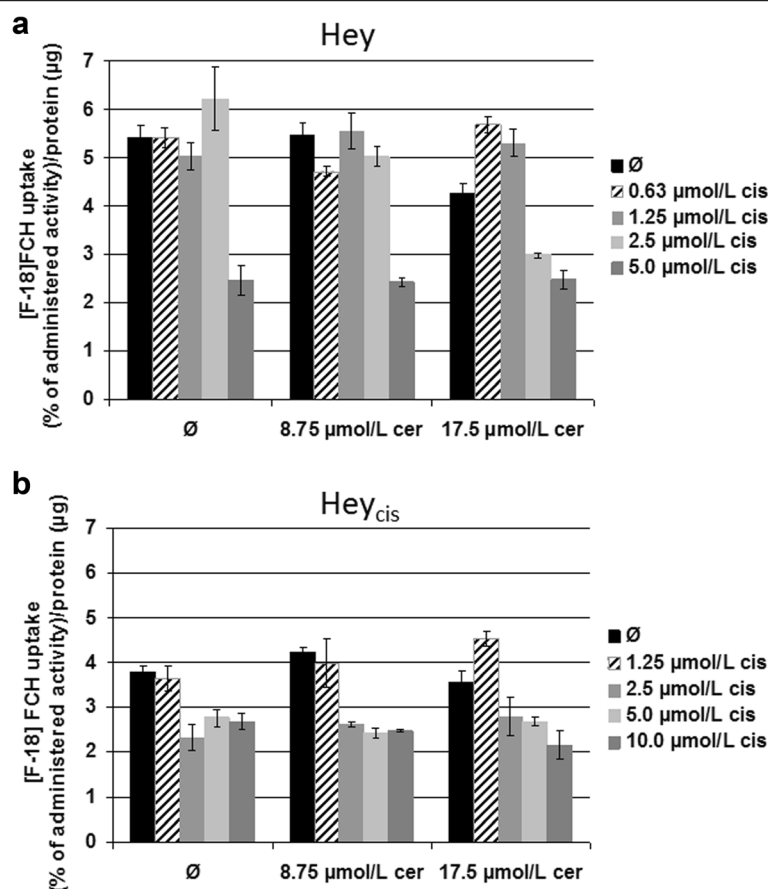 a
Hey
[F-18]FCH uptake
(% of administered activity)/protein (µg)
7
6
5
4
3
2
1
0
Ø
8.75 µmol/L cer
17.5 µmol/L cer
Ø
0.63 µmol/L cis
1.25 µmol/L cis
2.5 µmol/L cis
5.0 µmol/L cis
b
Heycis
[F-18] FCH uptake
(% of administered activity)/protein (µg)
7
6
5
4
3
2
1
0
Ø
8.75 µmol/L cer
17.5 µmol/L cer
Ø
1.25 µmol/L cis
2.5 µmol/L cis
5.0 µmol/L cis
10.0 µmol/L cis